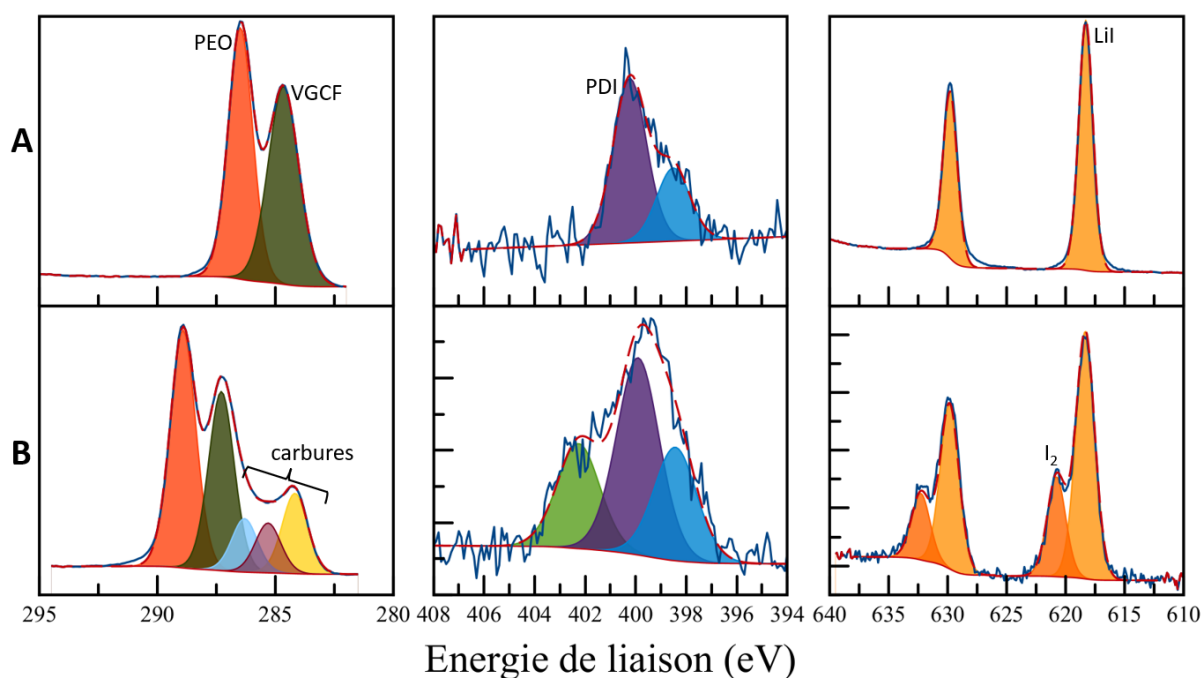 PEO
VGCF
PDI
LiI
A
B
carbures
I₂
295 290 285 280 408 406 404 402 400 398 396 394 640 635 630 625 620 615 610
Energie de liaison (eV)